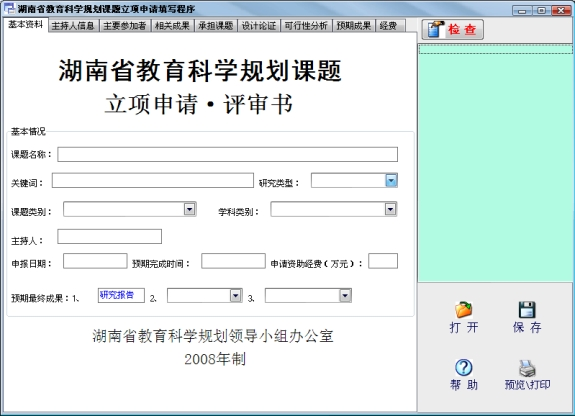 湖南省教育科学规划课题立项申请填写程序
基本资料 主持人信息 主要参加者 相关成果 承担课题 设计论证 可行性分析 预期成果 经费
检查
湖南省教育科学规划课题
立项申请·评审书
基本情况
课题名称：
关键词： 研究类型：
课题类别： 学科类别：
主持人：
申报日期： 预期完成时间： 申请资助经费（万元）：
预期最终成果：1、 研究报告 2、 3、
湖南省教育科学规划领导小组办公室
2008年制
打开 保存
帮助 预览\打印